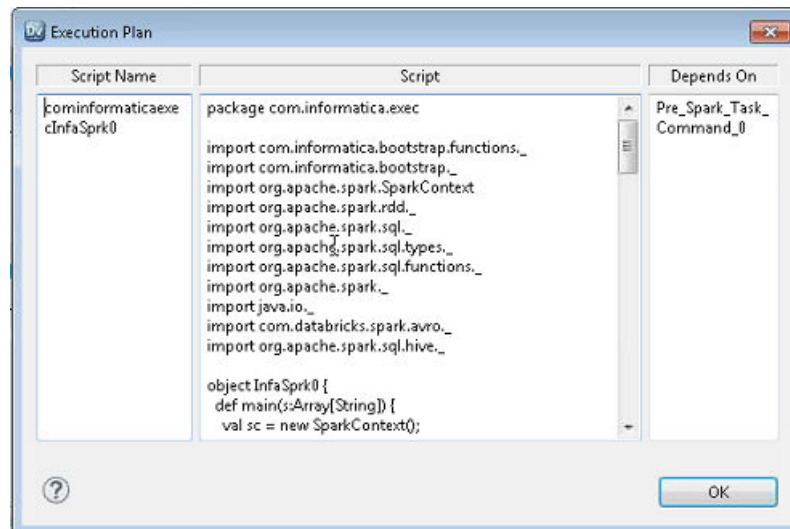 Dv Execution Plan
Script Name
Script
Depends On
cominformaticaexe
cInfaSprk0
package com.informatica.exec
import com.informatica.bootstrap.functions._
import com.informatica.bootstrap._
import org.apache.spark.SparkContext
import org.apache.spark.rdd._
import org.apache.spark.sql._
import org.apache.spark.sql.types._
import org.apache.spark.sql.functions._
import org.apache.spark._
import java.io._
import com.databricks.spark.avro._
import org.apache.spark.sql.hive._
object InfaSprk0 {
def main(s:Array[String]) {
val sc = new SparkContext();
Pre_Spark_Task_
Command_0
?
OK